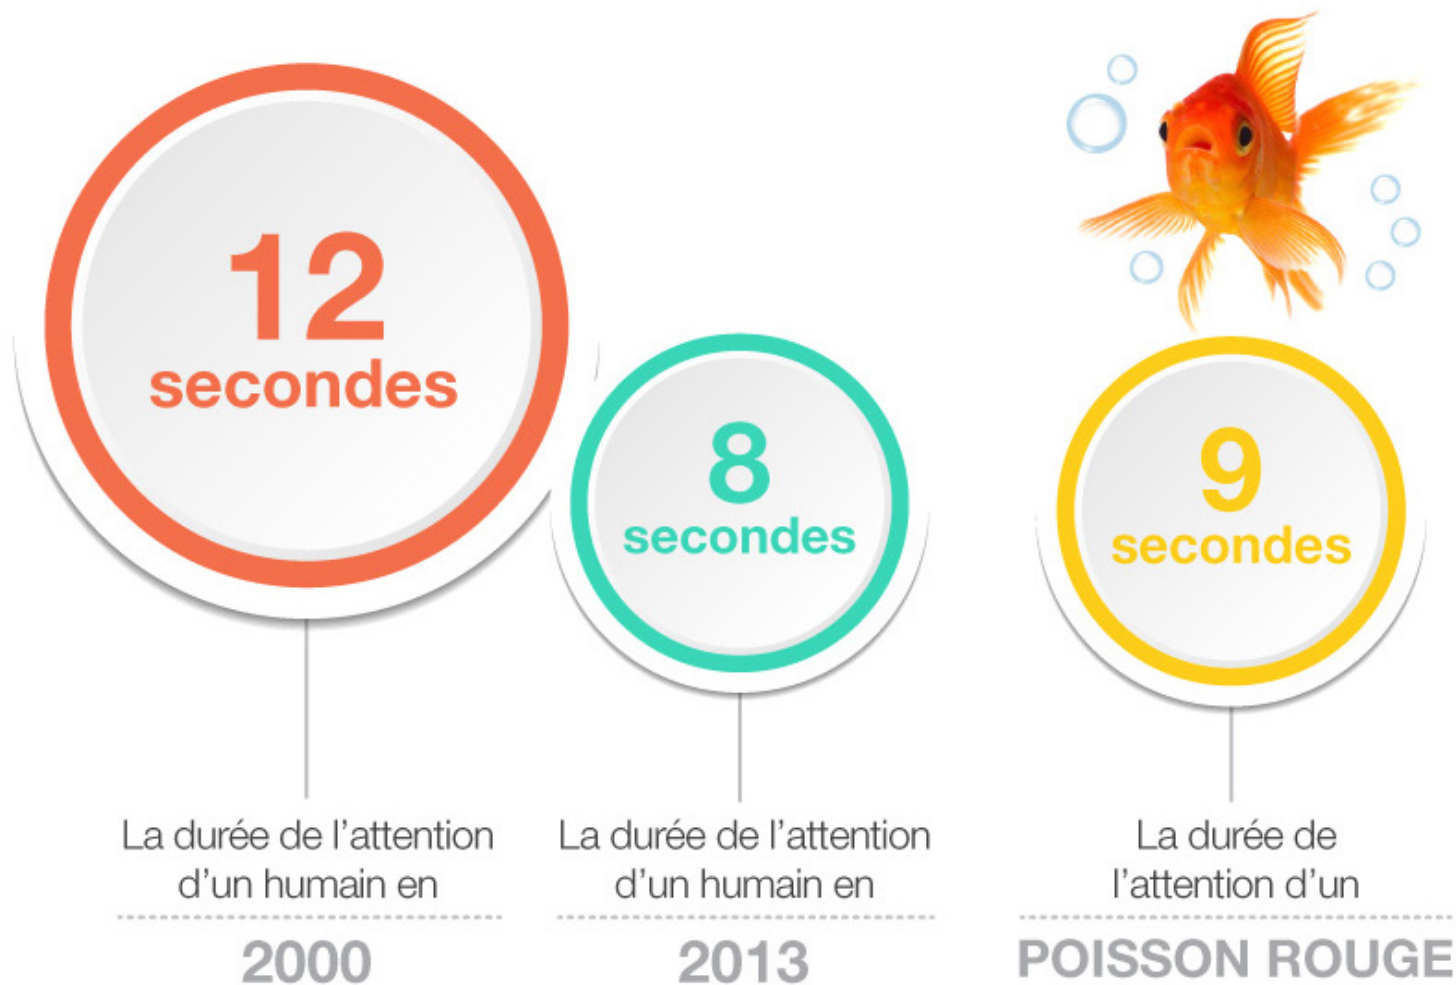 12
secondes
La durée de l'attention
d'un humain en
2000
8
secondes
La durée de l'attention
d'un humain en
2013
9
secondes
La durée de
l'attention d'un
POISSON ROUGE